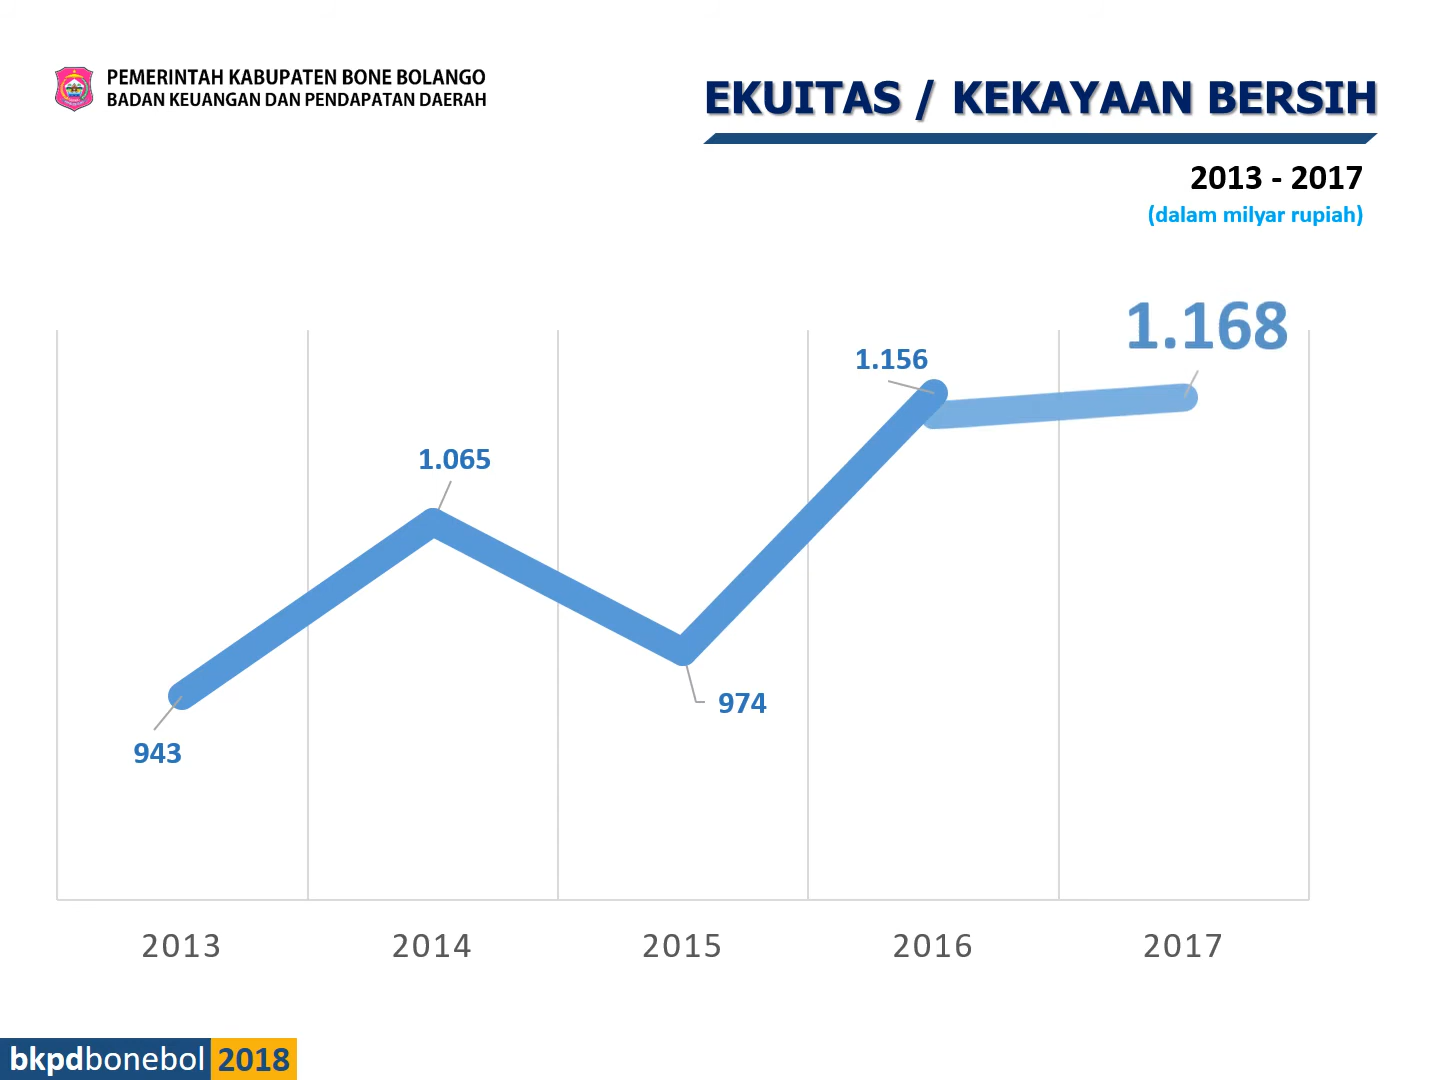 PEMERINTAH KABUPATEN BONE BOLANGO
BADAN KEUANGAN DAN PENDAPATAN DAERAH
EKUITAS / KEKAYAAN BERSIH
2013 - 2017
(dalam milyar rupiah)
1.168
1.156
1.065
974
943
2013 2014 2015 2016 2017
bkpdbonebol 2018